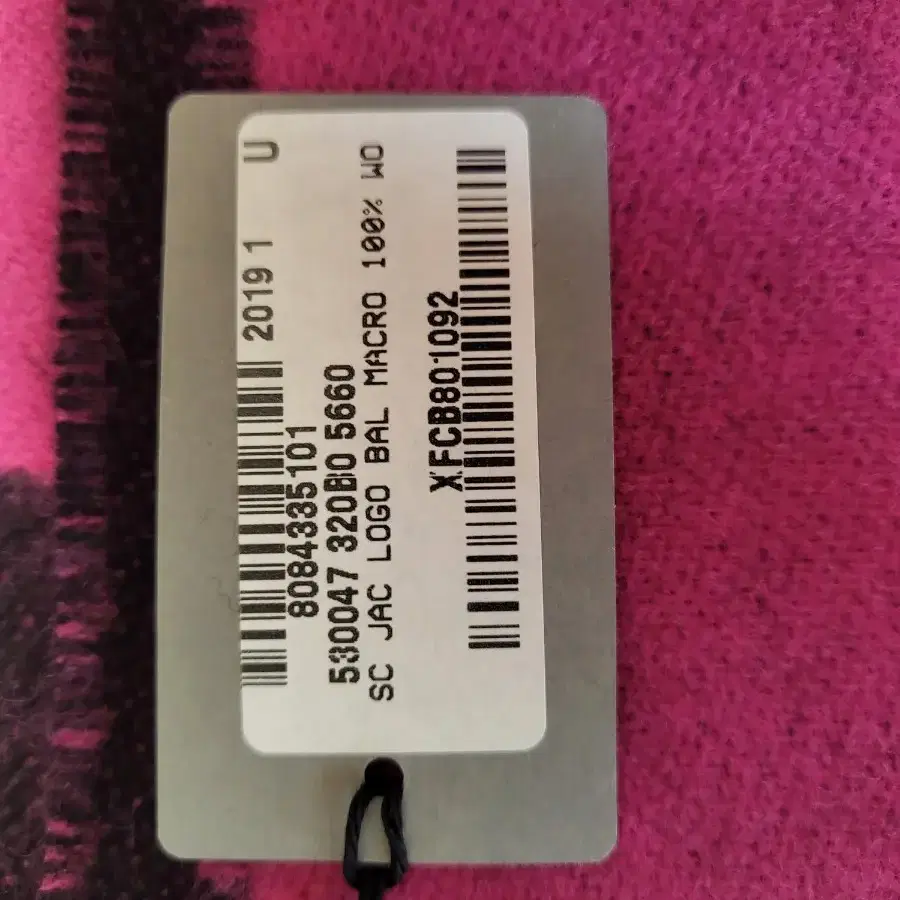 2019 1 U
8084335101
530047 320B0 5660
SC JAC LOGO BAL MACRO 100% WO
XFCB801092